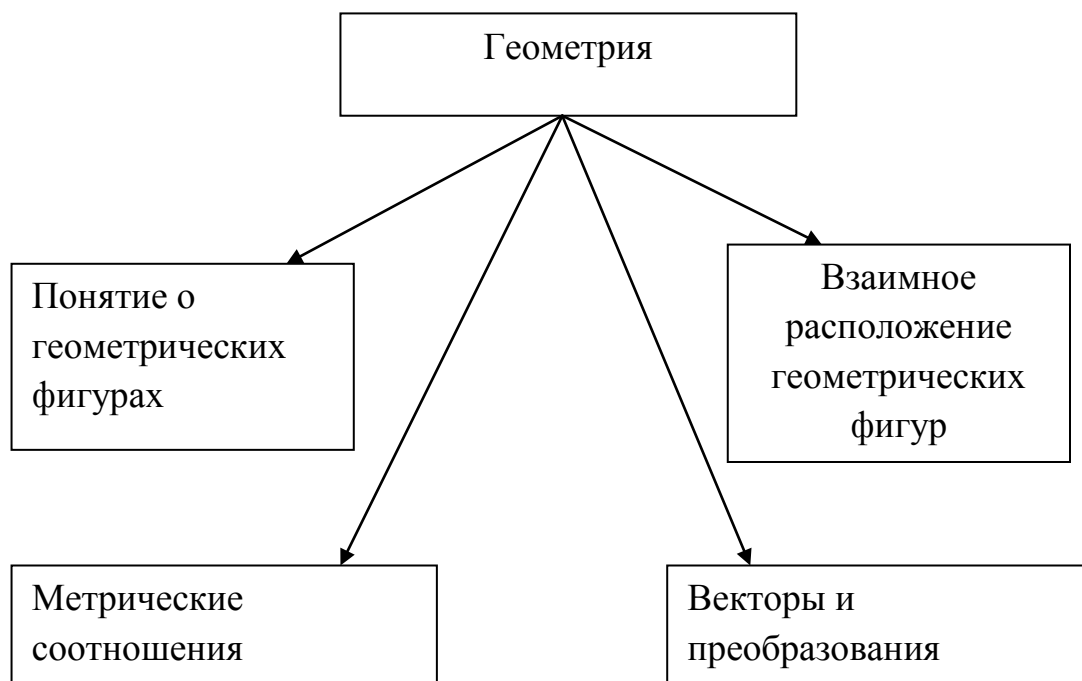 Геометрия
Понятие о
геометрических
фигурах
Взаимное
расположение
геометрических
фигур
Метрические
соотношения
Векторы и
преобразования